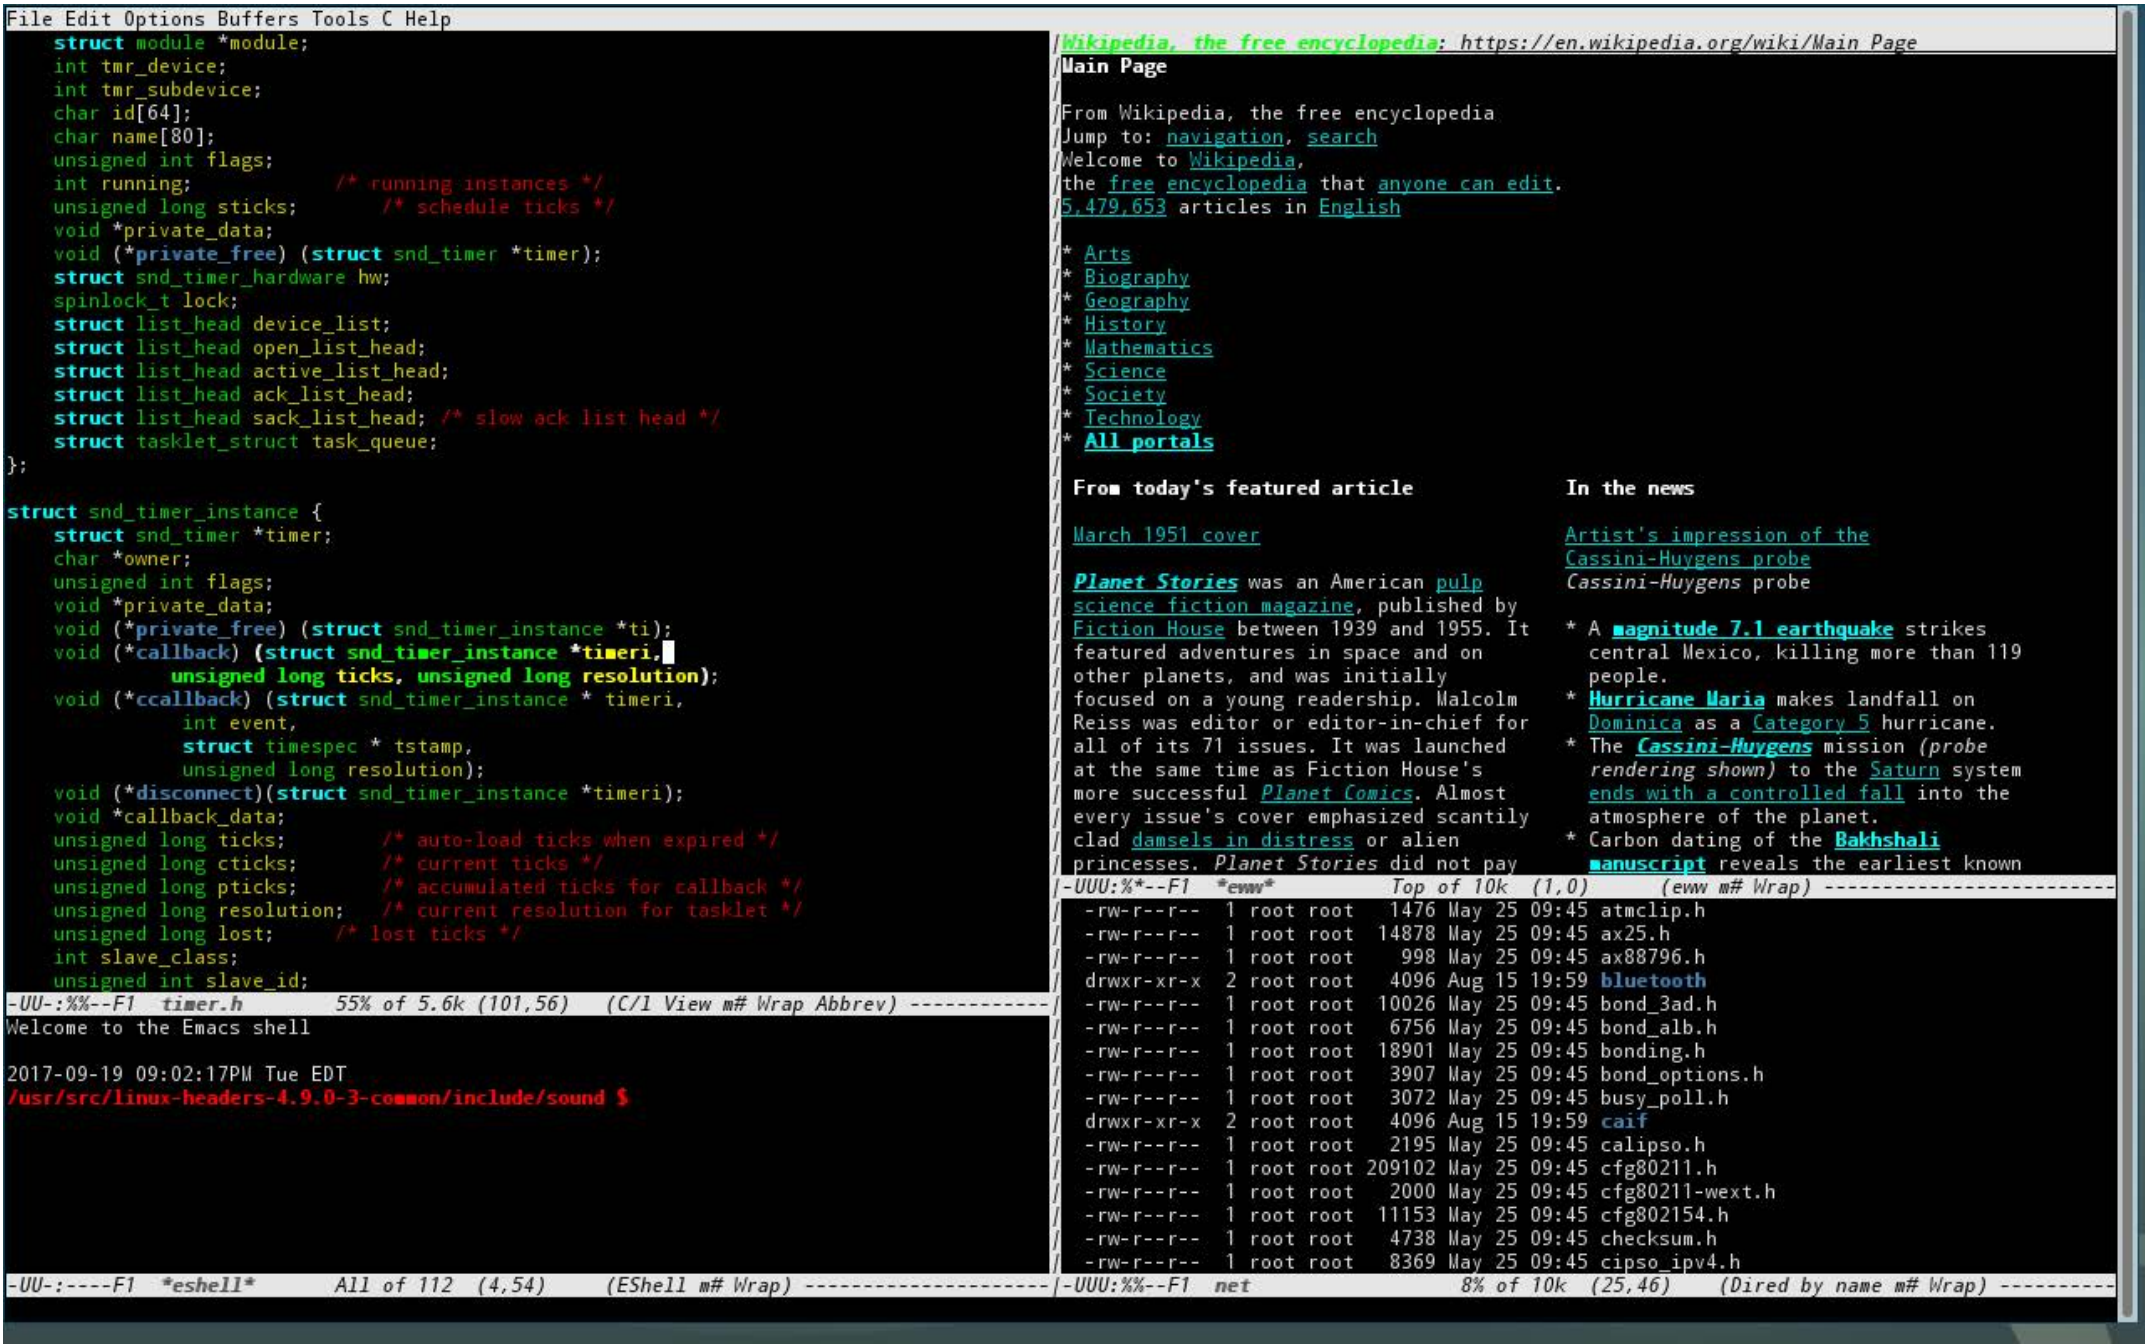 File Edit Options Buffers Tools C Help
    struct module *module;
    int tmr_device;
    int tmr_subdevice;
    char id[64];
    char name[80];
    unsigned int flags;
    int running;          /* running instances */
    unsigned long sticks;       /* schedule ticks */
    void *private_data;
    void (*private_free) (struct snd_timer *timer);
    struct snd_timer_hardware hw;
    spinlock_t lock;
    struct list_head device_list;
    struct list_head open_list_head;
    struct list_head active_list_head;
    struct list_head ack_list_head;
    struct list_head sack_list_head; /* slow ack list head */
    struct tasklet_struct task_queue;
};
struct snd_timer_instance {
    struct snd_timer *timer;
    char *owner;
    unsigned int flags;
    void *private_data;
    void (*private_free) (struct snd_timer_instance *ti);
    void (*callback) (struct snd_timer_instance *timeri,
              unsigned long ticks, unsigned long resolution);
    void (*ccallback) (struct snd_timer_instance * timeri,
               int event,
               struct timespec * tstamp,
               unsigned long resolution);
    void (*disconnect)(struct snd_timer_instance *timeri);
    void *callback_data;
    unsigned long ticks;        /* auto-load ticks when expired */
    unsigned long cticks;       /* current ticks */
    unsigned long pticks;       /* accumulated ticks for callback */
    unsigned long resolution;   /* current resolution for tasklet */
    unsigned long lost;     /* lost ticks */
    int slave_class;
    unsigned int slave_id;
-UU-:%%--F1  timer.h        55% of 5.6k (101,56)   (C/l View m# Wrap Abbrev) ------------
Welcome to the Emacs shell
2017-09-19 09:02:17PM Tue EDT
/usr/src/linux-headers-4.9.0-3-common/include/sound $
-UU-:----F1  *eshell*       All of 112  (4,54)     (EShell m# Wrap) ---------------------
Wikipedia, the free encyclopedia: https://en.wikipedia.org/wiki/Main_Page
Main Page
From Wikipedia, the free encyclopedia
Jump to: navigation, search
Welcome to Wikipedia,
the free encyclopedia that anyone can edit.
5,479,653 articles in English
* Arts
* Biography
* Geography
* History
* Mathematics
* Science
* Society
* Technology
* All portals
From today's featured article
March 1951 cover
Planet Stories was an American pulp
science fiction magazine, published by
Fiction House between 1939 and 1955. It
featured adventures in space and on
other planets, and was initially
focused on a young readership. Malcolm
Reiss was editor or editor-in-chief for
all of its 71 issues. It was launched
at the same time as Fiction House's
more successful Planet Comics. Almost
every issue's cover emphasized scantily
clad damsels in distress or alien
princesses. Planet Stories did not pay
In the news
Artist's impression of the
Cassini-Huygens probe
Cassini-Huygens probe
* A magnitude 7.1 earthquake strikes
  central Mexico, killing more than 119
  people.
* Hurricane Maria makes landfall on
  Dominica as a Category 5 hurricane.
* The Cassini-Huygens mission (probe
  rendering shown) to the Saturn system
  ends with a controlled fall into the
  atmosphere of the planet.
* Carbon dating of the Bakhshali
  manuscript reveals the earliest known
-UUU:%*--F1  *eww*          Top of 10k  (1,0)      (eww m# Wrap) -------------------------
  -rw-r--r--  1 root root   1476 May 25 09:45 atmclip.h
  -rw-r--r--  1 root root  14878 May 25 09:45 ax25.h
  -rw-r--r--  1 root root    998 May 25 09:45 ax88796.h
  drwxr-xr-x  2 root root   4096 Aug 15 19:59 bluetooth
  -rw-r--r--  1 root root  10026 May 25 09:45 bond_3ad.h
  -rw-r--r--  1 root root   6756 May 25 09:45 bond_alb.h
  -rw-r--r--  1 root root  18901 May 25 09:45 bonding.h
  -rw-r--r--  1 root root   3907 May 25 09:45 bond_options.h
  -rw-r--r--  1 root root   3072 May 25 09:45 busy_poll.h
  drwxr-xr-x  2 root root   4096 Aug 15 19:59 caif
  -rw-r--r--  1 root root   2195 May 25 09:45 calipso.h
  -rw-r--r--  1 root root 209102 May 25 09:45 cfg80211.h
  -rw-r--r--  1 root root   2000 May 25 09:45 cfg80211-wext.h
  -rw-r--r--  1 root root  11153 May 25 09:45 cfg802154.h
  -rw-r--r--  1 root root   4738 May 25 09:45 checksum.h
  -rw-r--r--  1 root root   8369 May 25 09:45 cipso_ipv4.h
-UUU:%%--F1  net                  8% of 10k  (25,46)    (Dired by name m# Wrap) ----------